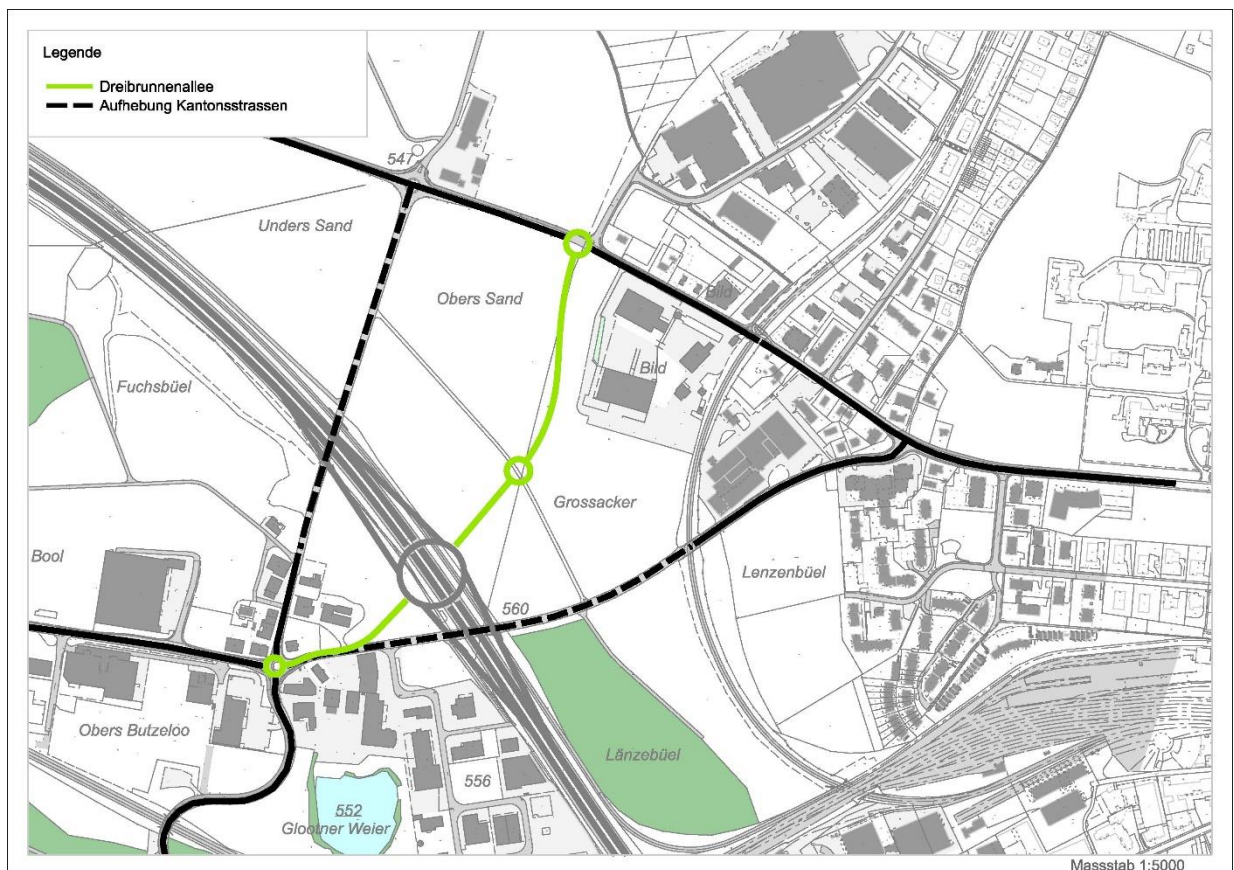 Legende
Dreibrunnenallee
Aufhebung Kantonsstrassen
547
Unders Sand
Obers Sand
Bild
Bild
Fuchsbüel
Grossacker
Bool
Lenzenbüel
560
Obers Butzeloo
Länzebüel
556
552
Glootner Weier
Massstab 1:5000